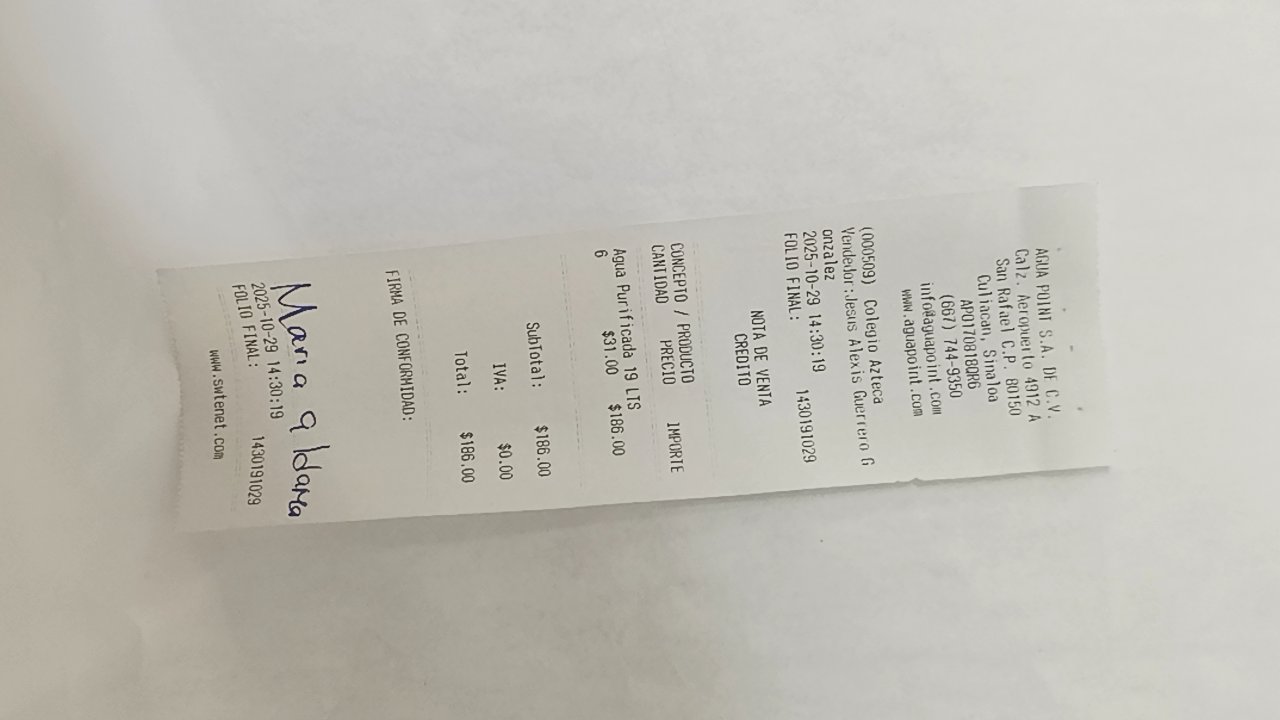 AGUA POINT S.A. DE C.V.
Calz. Aeropuerto 4912 A
San Rafael C.P. 80150
Culiacan, Sinaloa
APO170818QR6
(667) 744-9350
info@aguapoint.com
www.aguapoint.com
(000509) Colegio Azteca
Vendedor:Jesus Alexis Guerrero G
onzalez
2025-10-29 14:30:19
FOLIO FINAL: 1430191029
NOTA DE VENTA
CREDITO
CONCEPTO / PRODUCTO
CANTIDAD PRECIO IMPORTE
Agua Purificada 19 LTS
6 $31.00 $186.00
SubTotal: $186.00
IVA: $0.00
Total: $186.00
FIRMA DE CONFORMIDAD:
Maria aldama
2025-10-29 14:30:19
FOLIO FINAL: 1430191029
www.swtenet.com